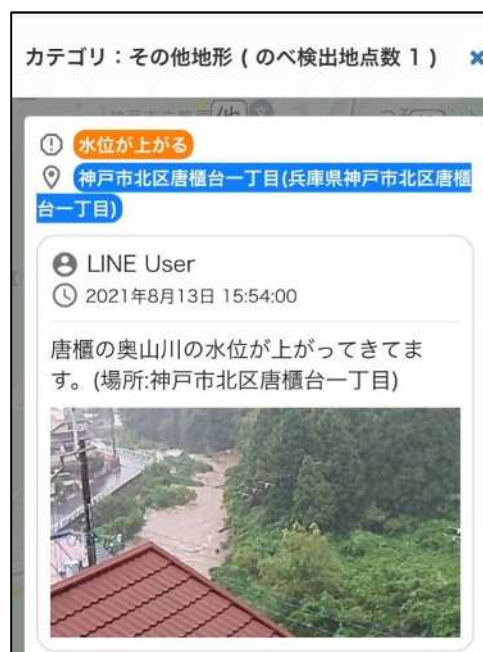 カテゴリ：その他地形 ( のべ検出地点数 1 )
水位が上がる
神戸市北区唐櫃台一丁目(兵庫県神戸市北区唐櫃
台一丁目)
LINE User
2021年8月13日 15:54:00
唐櫃の奥山川の水位が上がってきてま
す。(場所:神戸市北区唐櫃台一丁目)